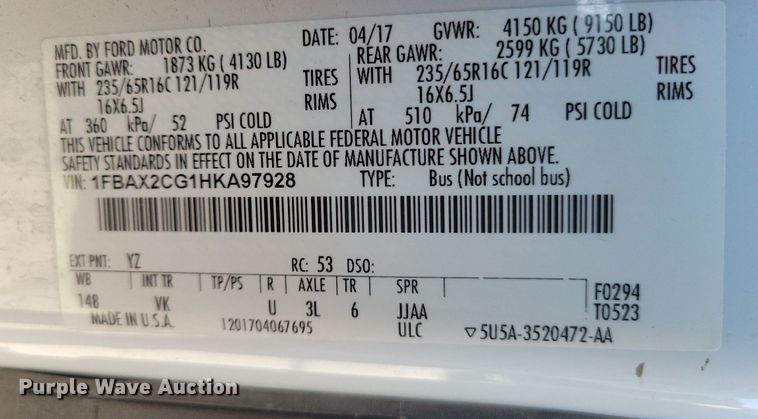 MFD. BY FORD MOTOR CO. DATE: 04/17 GVWR: 4150 KG ( 9150 LB)
FRONT GAWR: 1873 KG ( 4130 LB) REAR GAWR: 2599 KG ( 5730 LB)
WITH 235/65R16C 121/119R TIRES WITH 235/65R16C 121/119R TIRES
16X6.5J RIMS 16X6.5J RIMS
AT 360 kPa/ 52 PSI COLD AT 510 kPa/ 74 PSI COLD
THIS VEHICLE CONFORMS TO ALL APPLICABLE FEDERAL MOTOR VEHICLE
SAFETY STANDARDS IN EFFECT ON THE DATE OF MANUFACTURE SHOWN ABOVE.
VIN: 1FBAX2CG1HKA97928 TYPE: Bus (Not school bus)
EXT PNT: YZ RC: 53 DSO:
WB INT TR TP/PS R AXLE TR SPR F0294
148 VK U 3L 6 JJAA T0523
MADE IN U.S.A. 1201704067695 ULC ▽5U5A-3520472-AA
Purple Wave Auction